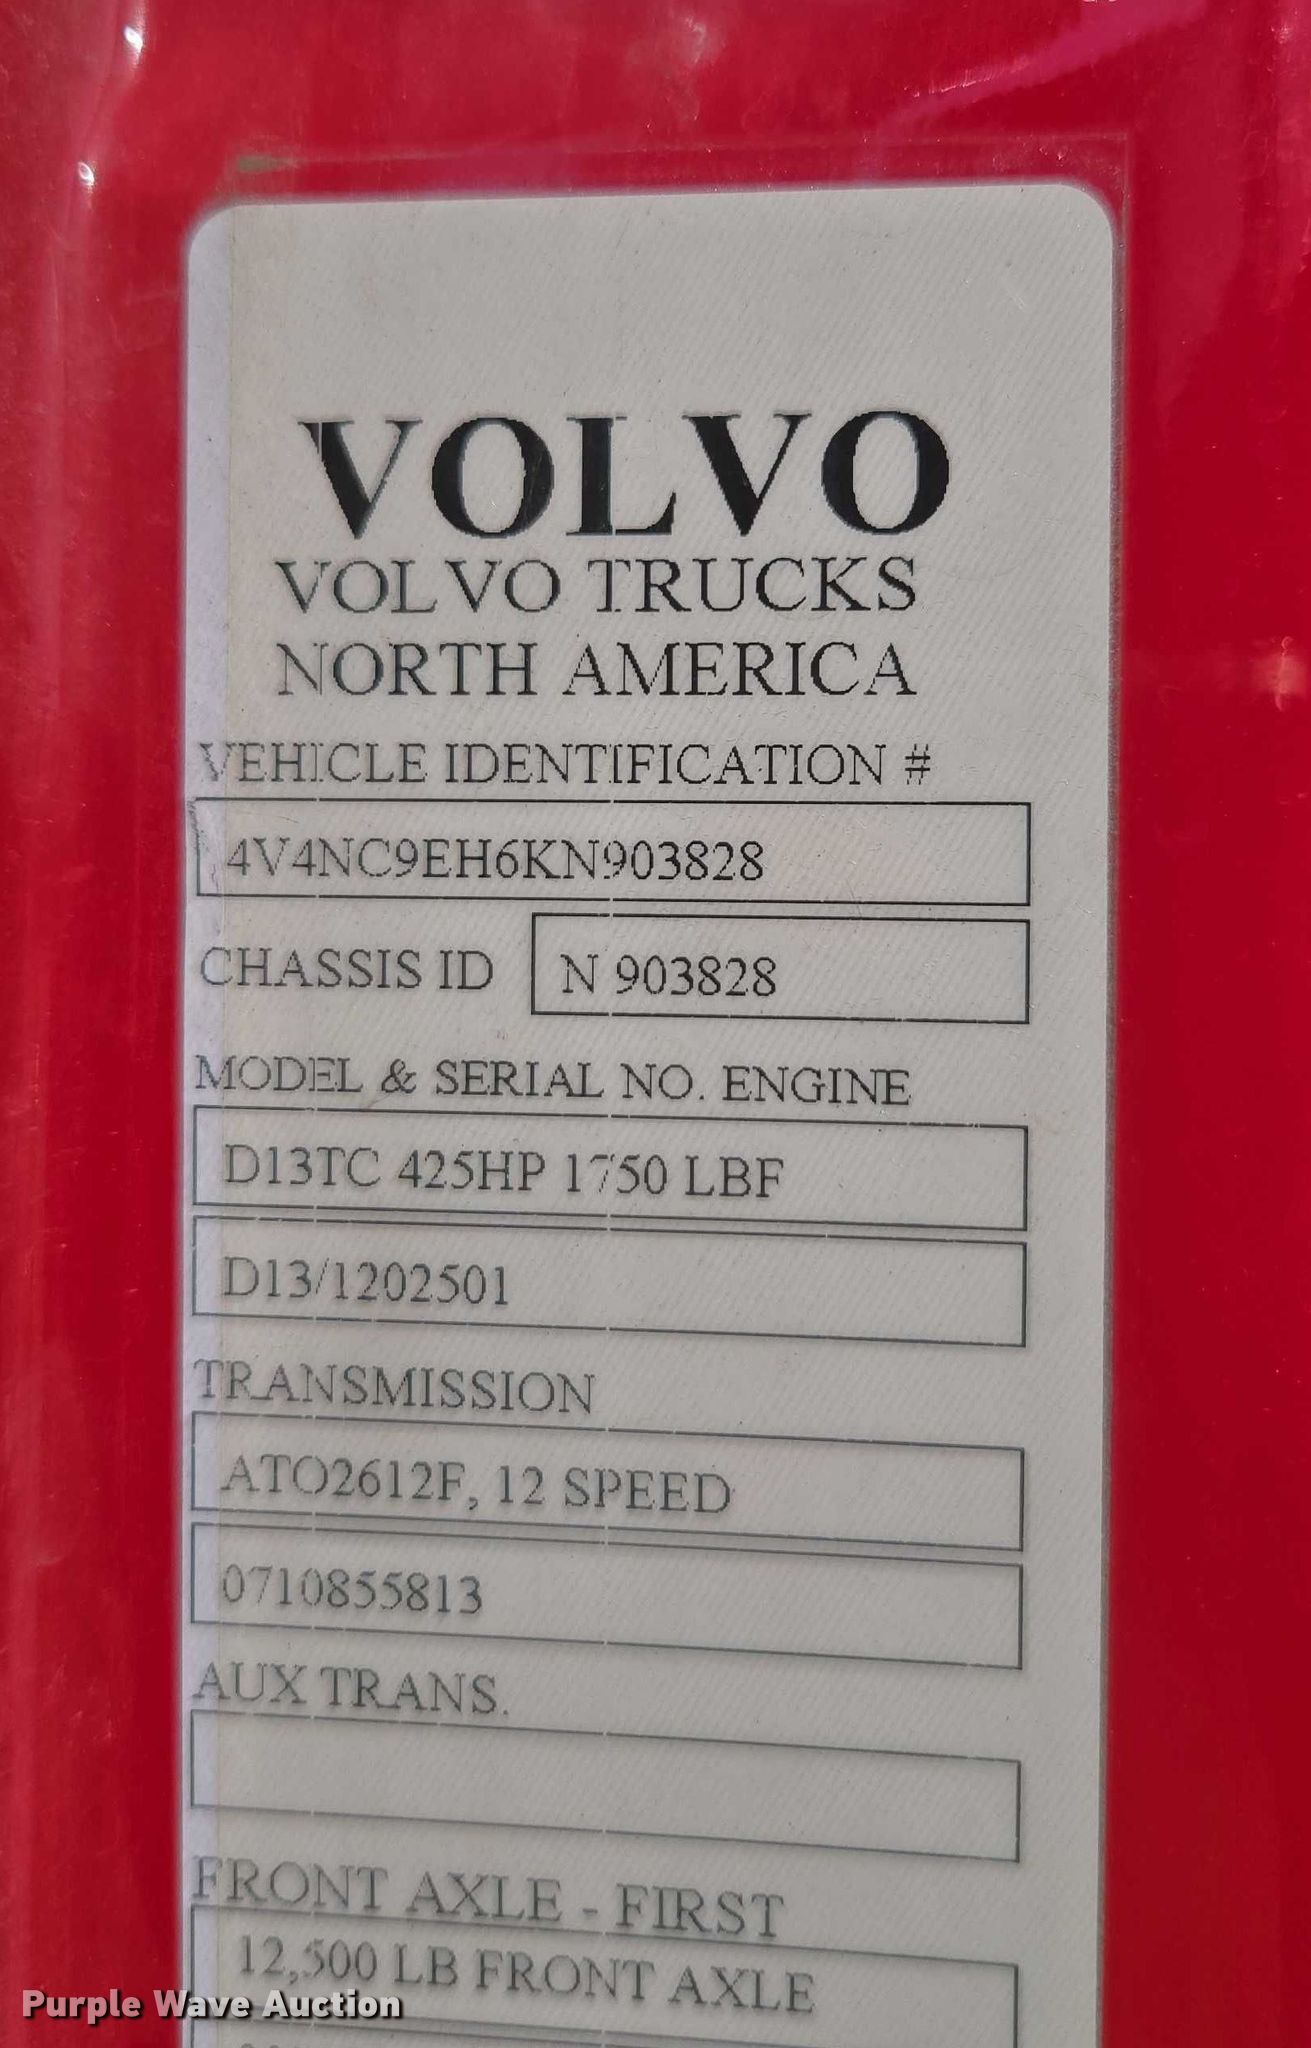 VOLVO
VOLVO TRUCKS
NORTH AMERICA
VEHICLE IDENTIFICATION #
4V4NC9EH6KN903828
CHASSIS ID N 903828
MODEL & SERIAL NO. ENGINE
D13TC 425HP 1750 LBF
D13/1202501
TRANSMISSION
ATO2612F, 12 SPEED
0710855813
AUX TRANS.
FRONT AXLE - FIRST
12,500 LB FRONT AXLE
Purple Wave Auction